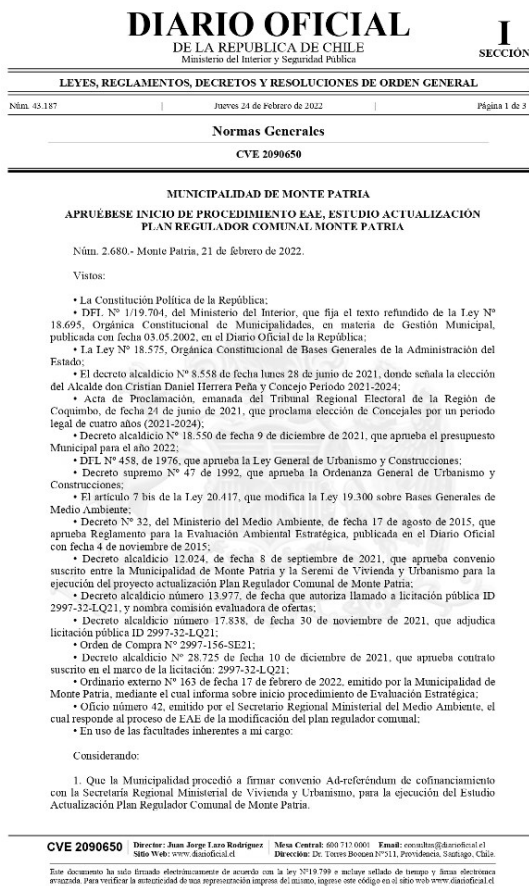 DIARIO OFICIAL
DE LA REPUBLICA DE CHILE
Ministerio del Interior y Seguridad Pública
I
SECCIÓN
LEYES, REGLAMENTOS, DECRETOS Y RESOLUCIONES DE ORDEN GENERAL
Núm. 43.187 | Jueves 24 de Febrero de 2022 | Página 1 de 3
Normas Generales
CVE 2090650
MUNICIPALIDAD DE MONTE PATRIA
APRUÉBESE INICIO DE PROCEDIMIENTO EAE, ESTUDIO ACTUALIZACIÓN
PLAN REGULADOR COMUNAL MONTE PATRIA
Núm. 2.680.- Monte Patria, 21 de febrero de 2022.
Vistos:
• La Constitución Política de la República;
• DFL Nº 1/19.704, del Ministerio del Interior, que fija el texto refundido de la Ley Nº
18.695, Orgánica Constitucional de Municipalidades, en materia de Gestión Municipal,
publicada con fecha 03.05.2002, en el Diario Oficial de la República;
• La Ley Nº 18.575, Orgánica Constitucional de Bases Generales de la Administración del
Estado;
• El decreto alcaldicio Nº 8.558 de fecha lunes 28 de junio de 2021, donde señala la elección
del Alcalde don Cristian Daniel Herrera Peña y Concejo Periodo 2021-2024;
• Acta de Proclamación, emanada del Tribunal Regional Electoral de la Región de
Coquimbo, de fecha 24 de junio de 2021, que proclama elección de Concejales por un periodo
legal de cuatro años (2021-2024);
• Decreto alcaldicio Nº 18.550 de fecha 9 de diciembre de 2021, que aprueba el presupuesto
Municipal para el año 2022;
• DFL Nº 458, de 1976, que aprueba la Ley General de Urbanismo y Construcciones;
• Decreto supremo Nº 47 de 1992, que aprueba la Ordenanza General de Urbanismo y
Construcciones;
• El artículo 7 bis de la Ley 20.417, que modifica la Ley 19.300 sobre Bases Generales de
Medio Ambiente;
• Decreto Nº 32, del Ministerio del Medio Ambiente, de fecha 17 de agosto de 2015, que
aprueba Reglamento para la Evaluación Ambiental Estratégica, publicada en el Diario Oficial
con fecha 4 de noviembre de 2015;
• Decreto alcaldicio 12.024, de fecha 8 de septiembre de 2021, que aprueba convenio
suscrito entre la Municipalidad de Monte Patria y la Seremi de Vivienda y Urbanismo para la
ejecución del proyecto actualización Plan Regulador Comunal de Monte Patria;
• Decreto alcaldicio número 13.977, de fecha que autoriza llamado a licitación pública ID
2997-32-LQ21, y nombra comisión evaluadora de ofertas;
• Decreto alcaldicio número 17.838, de fecha 30 de noviembre de 2021, que adjudica
licitación pública ID 2997-32-LQ21;
• Orden de Compra Nº 2997-156-SE21;
• Decreto alcaldicio Nº 28.725 de fecha 10 de diciembre de 2021, que aprueba contrato
suscrito en el marco de la licitación: 2997-32-LQ21;
• Ordinario externo Nº 163 de fecha 17 de febrero de 2022, emitido por la Municipalidad de
Monte Patria, mediante el cual informa sobre inicio procedimiento de Evaluación Estratégica;
• Oficio número 42, emitido por el Secretario Regional Ministerial del Medio Ambiente, el
cual responde al proceso de EAE de la modificación del plan regulador comunal;
• En uso de las facultades inherentes a mi cargo:
Considerando:
1. Que la Municipalidad procedió a firmar convenio Ad-referéndum de cofinanciamiento
con la Secretaría Regional Ministerial de Vivienda y Urbanismo, para la ejecución del Estudio
Actualización Plan Regulador Comunal de Monte Patria.
CVE 2090650 | Director: Juan Jorge Lazo Rodríguez | Mesa Central: 600 712 0001 Email: consultas@diarioficial.cl
Sitio Web: www.diarioficial.cl | Dirección: Dr. Torres Boonen Nº511, Providencia, Santiago, Chile.
Este documento ha sido firmado electrónicamente de acuerdo con la ley Nº19.799 e incluye sellado de tiempo y firma electrónica
avanzada. Para verificar la autenticidad de una representación impresa del mismo, ingrese este código en el sitio web www.diarioficial.cl